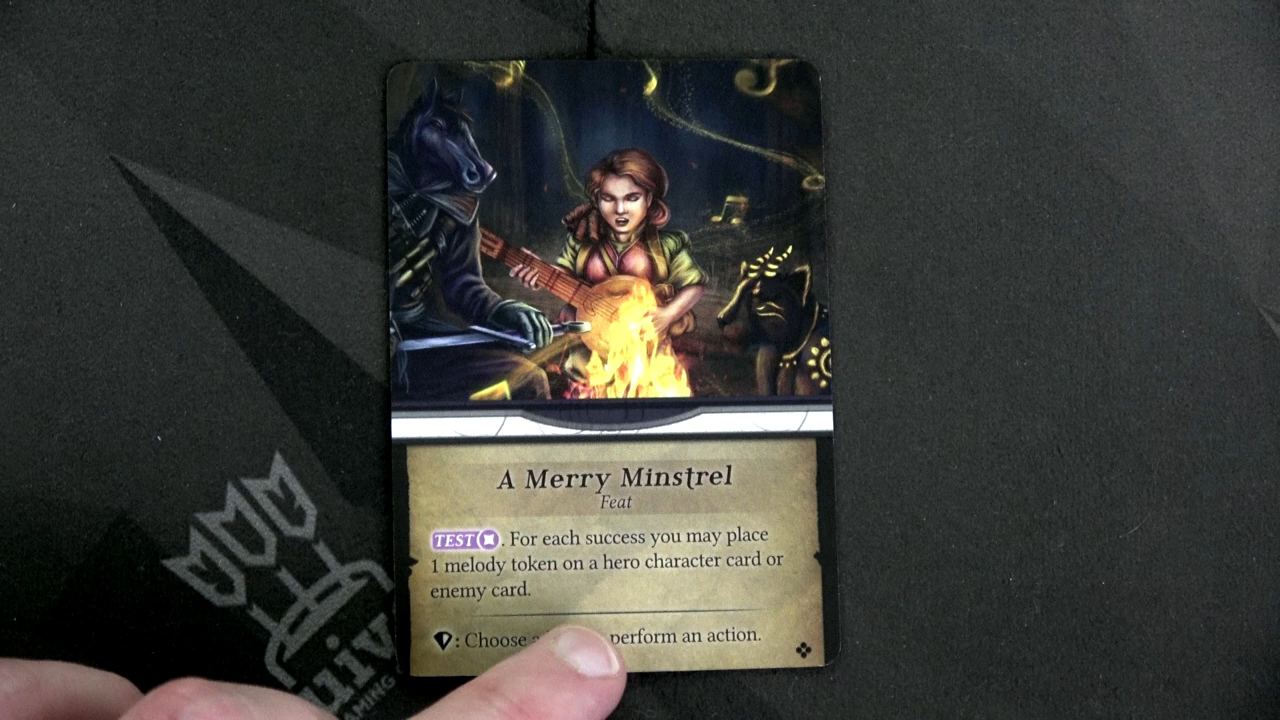 A Merry Minstrel
Feat
TEST. For each success you may place
1 melody token on a hero character card or
enemy card.
: Choose perform an action.